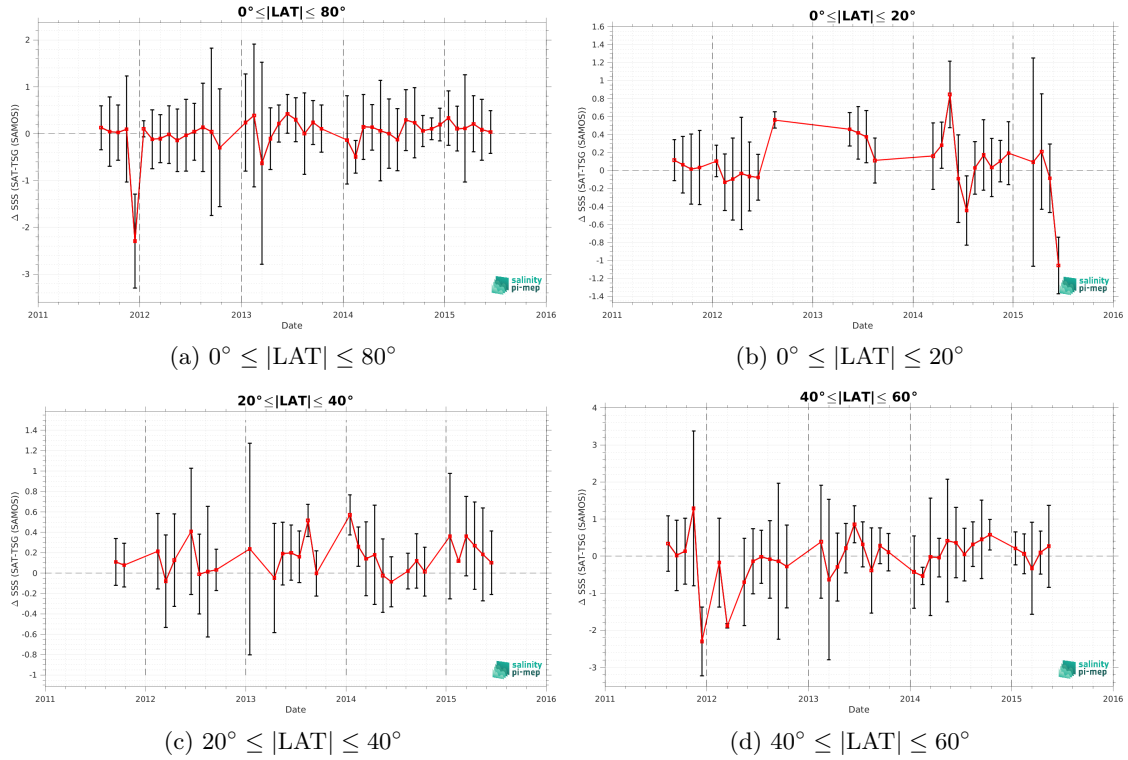 0°≤|LAT|≤ 80°
Δ SSS (SAT-TSG (SAMOS))
2
1
0
-1
-2
-3
2011
2012
2013
2014
2015
2016
Date
salinity
pi-mep
(a) 0° ≤ |LAT| ≤ 80°
0°≤|LAT|≤ 20°
Δ SSS (SAT-TSG (SAMOS))
1.6
1.4
1.2
1
0.8
0.6
0.4
0.2
0
-0.2
-0.4
-0.6
-0.8
-1
-1.2
-1.4
2011
2012
2013
2014
2015
2016
Date
salinity
pi-mep
(b) 0° ≤ |LAT| ≤ 20°
20°≤|LAT|≤ 40°
Δ SSS (SAT-TSG (SAMOS))
1.4
1.2
1
0.8
0.6
0.4
0.2
0
-0.2
-0.4
-0.6
-0.8
-1
2011
2012
2013
2014
2015
2016
Date
salinity
pi-mep
(c) 20° ≤ |LAT| ≤ 40°
40°≤|LAT|≤ 60°
Δ SSS (SAT-TSG (SAMOS))
4
3
2
1
0
-1
-2
-3
2011
2012
2013
2014
2015
2016
Date
salinity
pi-mep
(d) 40° ≤ |LAT| ≤ 60°